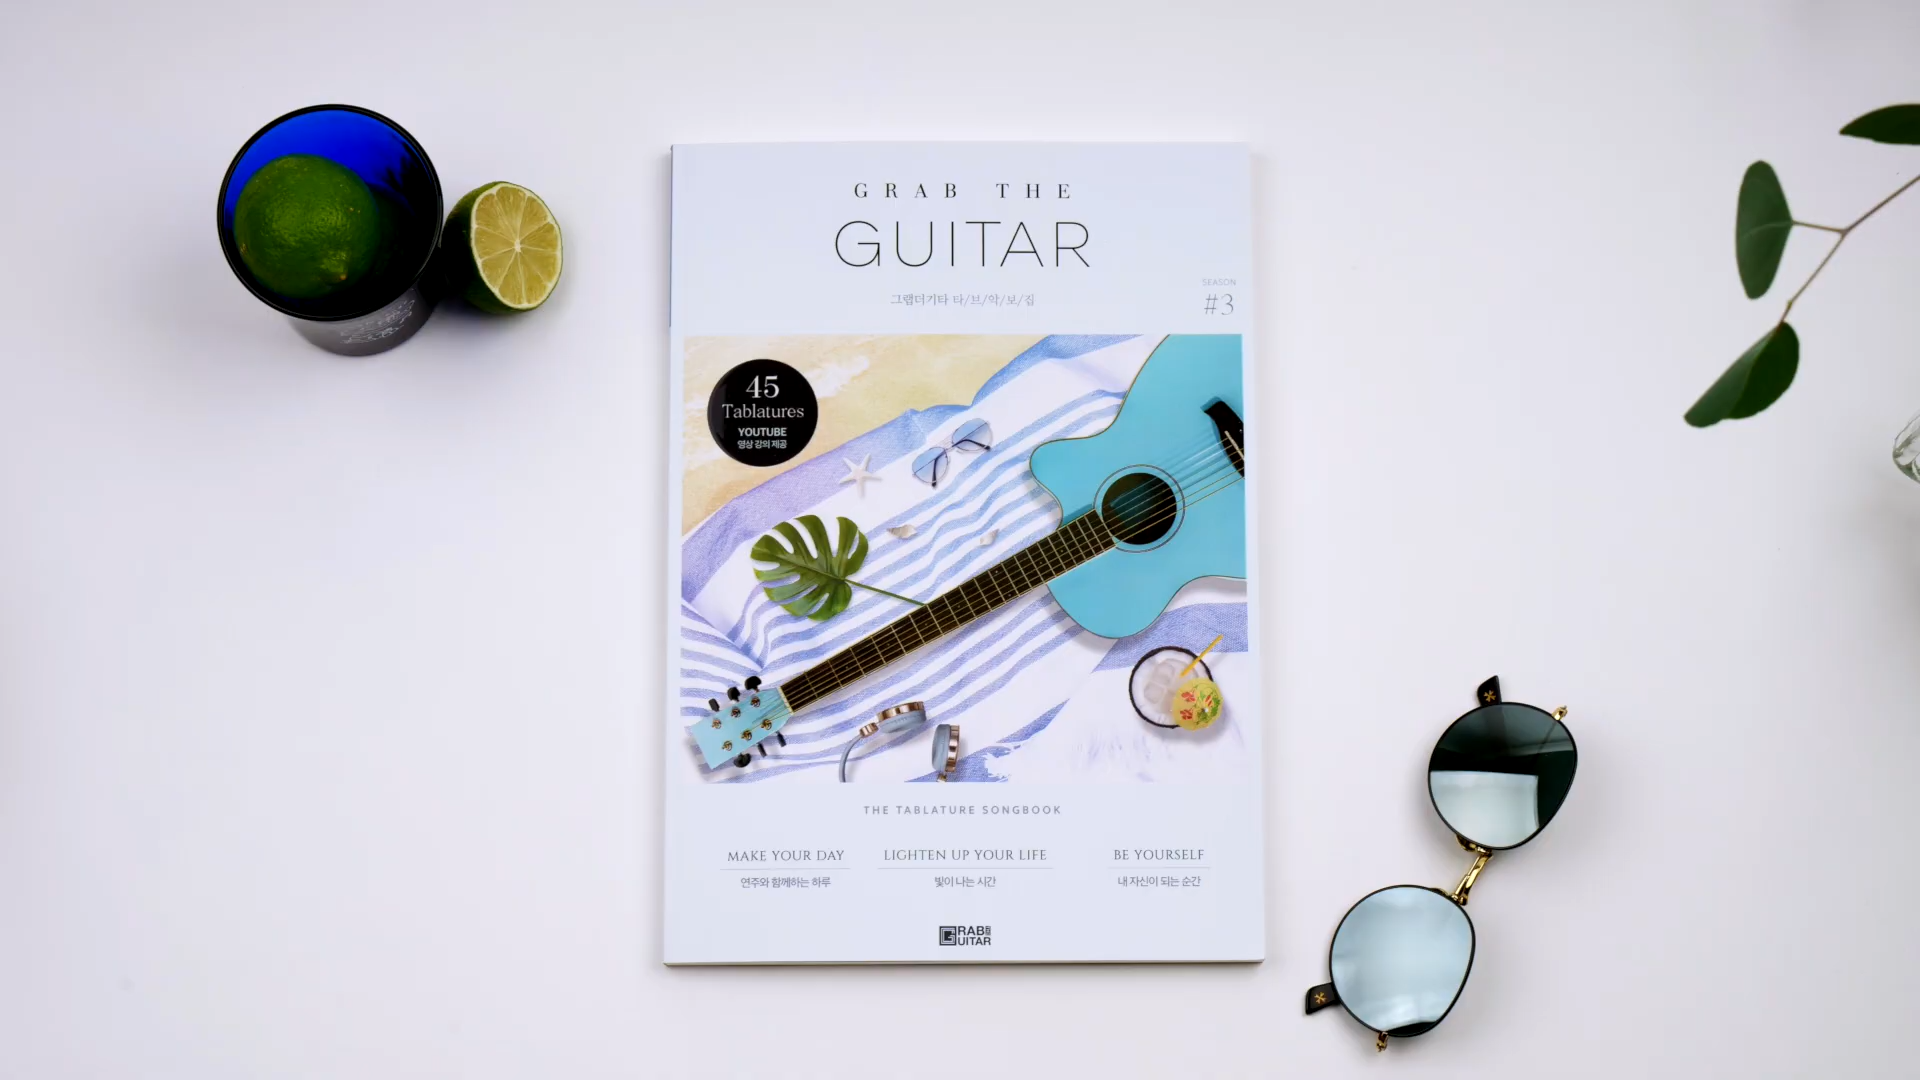 GRAB THE
GUITAR
그랩더기타 타/브/악/보/집
SEASON
#3
45
Tablatures
YOUTUBE
영상 강의 제공
THE TABLATURE SONGBOOK
MAKE YOUR DAY
연주와 함께하는 하루
LIGHTEN UP YOUR LIFE
빛이 나는 시간
BE YOURSELF
내 자신이 되는 순간
GRAB THE
GUITAR